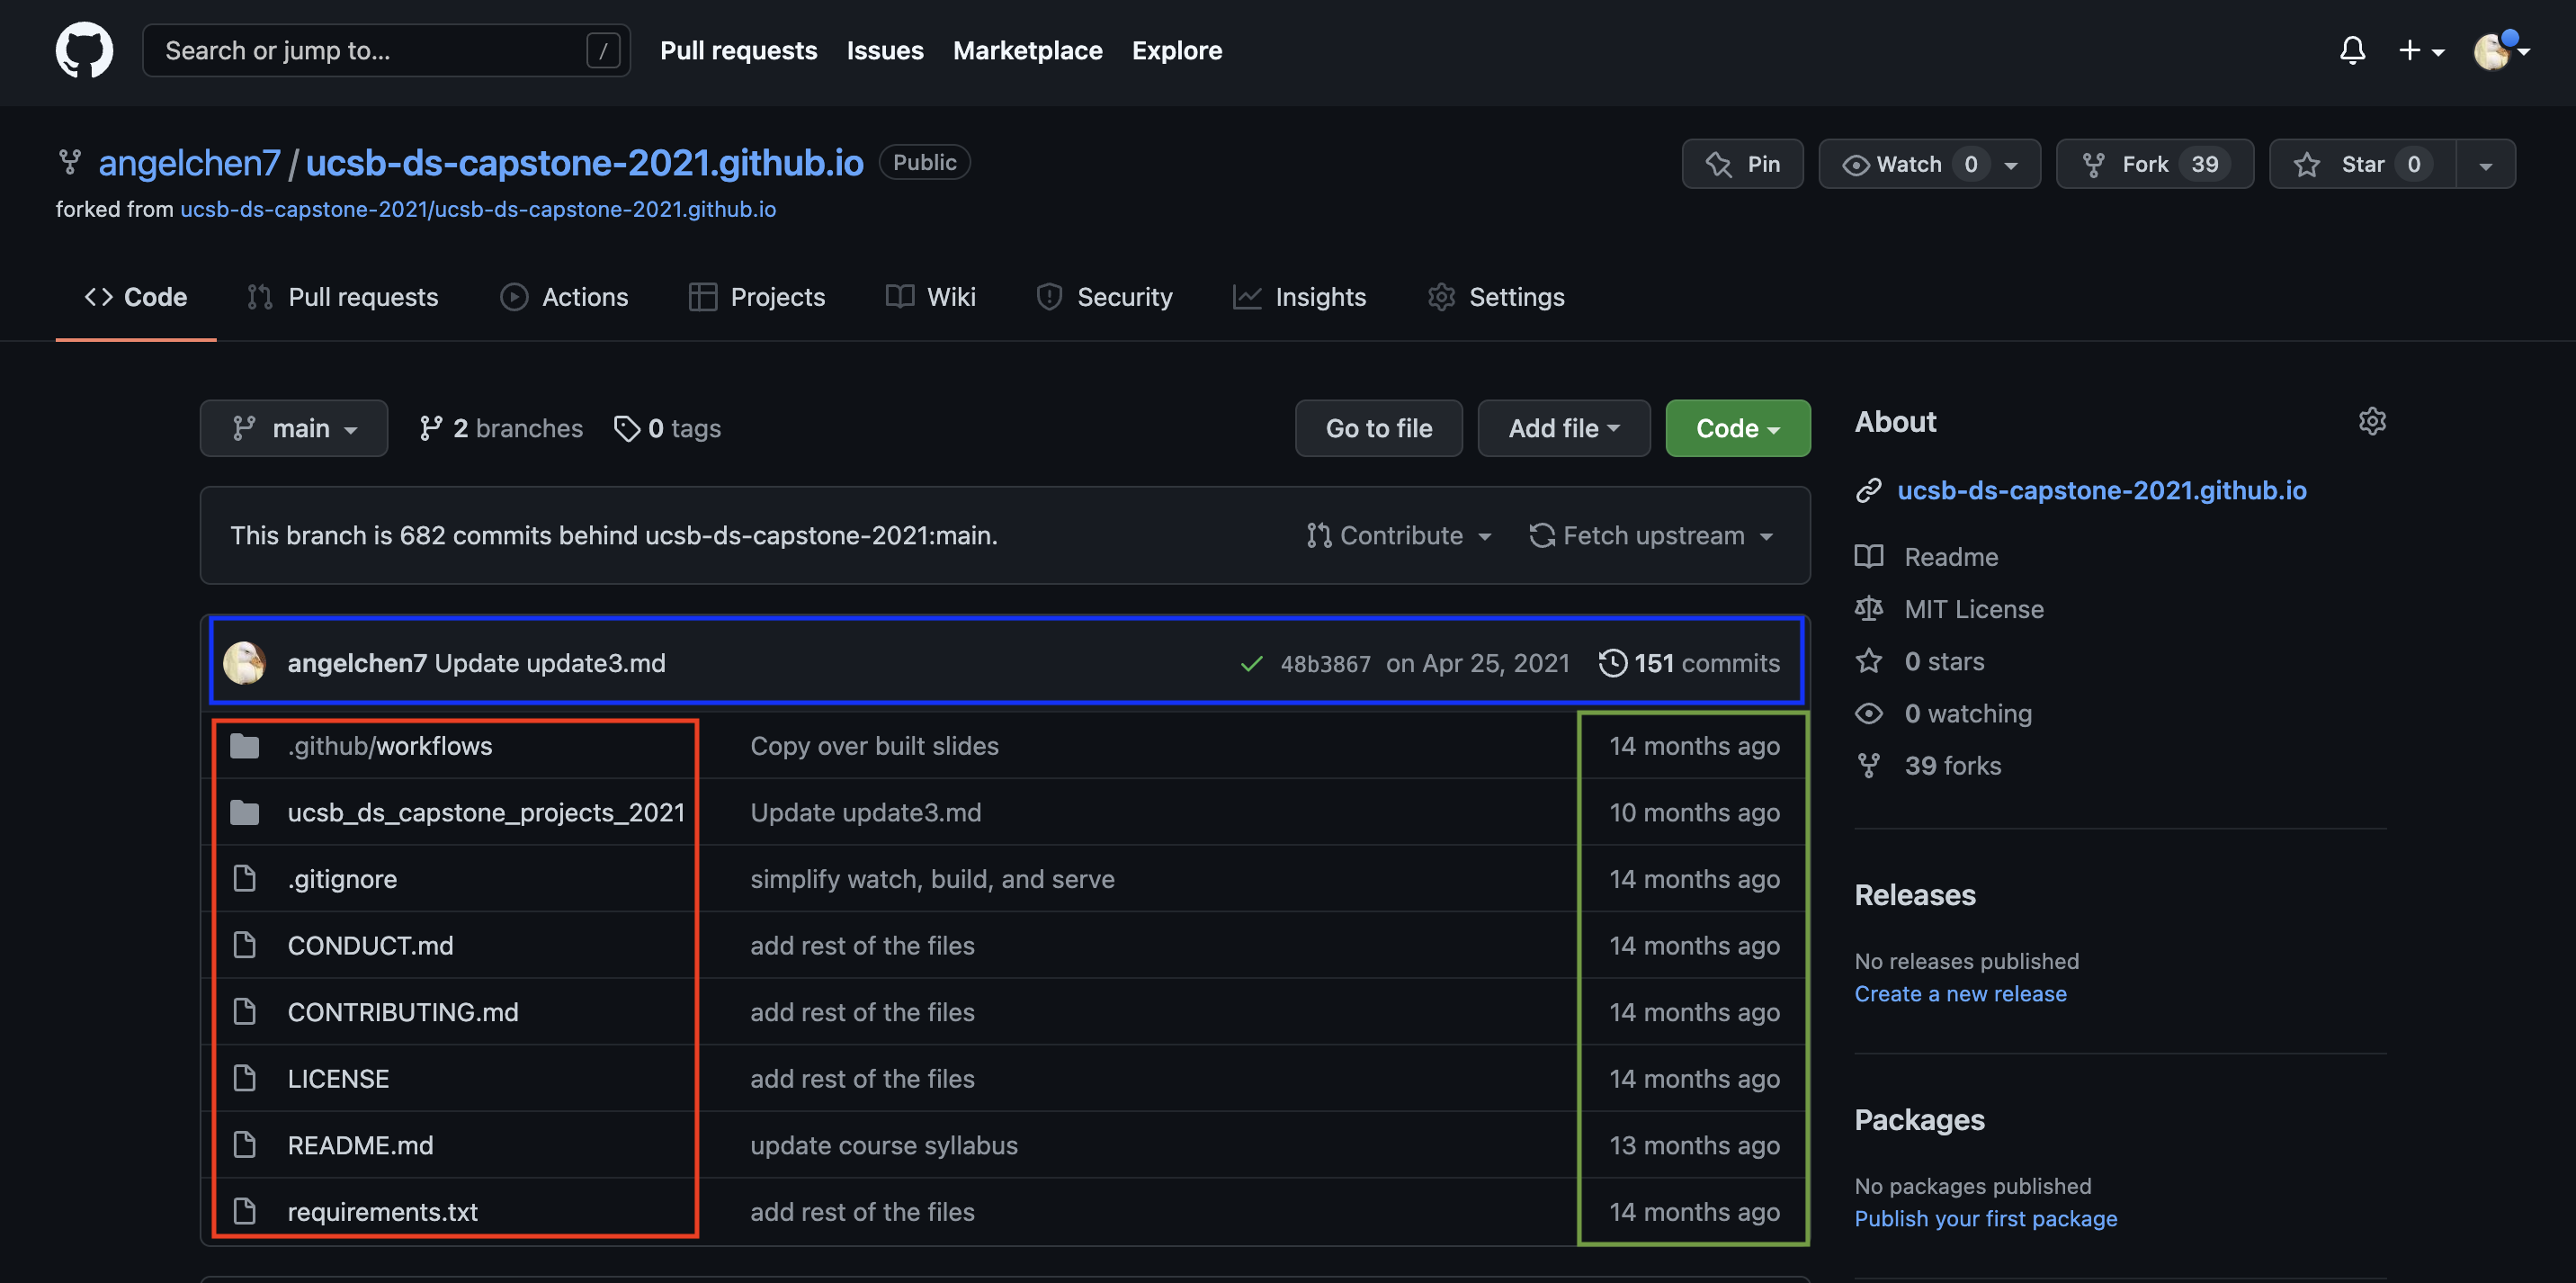 Search or jump to... / Pull requests Issues Marketplace Explore
angelchen7 / ucsb-ds-capstone-2021.github.io Public Pin Watch 0 Fork 39 Star 0
forked from ucsb-ds-capstone-2021/ucsb-ds-capstone-2021.github.io
Code Pull requests Actions Projects Wiki Security Insights Settings
main 2 branches 0 tags Go to file Add file Code
This branch is 682 commits behind ucsb-ds-capstone-2021:main. Contribute Fetch upstream
angelchen7 Update update3.md 48b3867 on Apr 25, 2021 151 commits
.github/workflows Copy over built slides 14 months ago
ucsb_ds_capstone_projects_2021 Update update3.md 10 months ago
.gitignore simplify watch, build, and serve 14 months ago
CONDUCT.md add rest of the files 14 months ago
CONTRIBUTING.md add rest of the files 14 months ago
LICENSE add rest of the files 14 months ago
README.md update course syllabus 13 months ago
requirements.txt add rest of the files 14 months ago
About
ucsb-ds-capstone-2021.github.io
Readme
MIT License
0 stars
0 watching
39 forks
Releases
No releases published
Create a new release
Packages
No packages published
Publish your first package